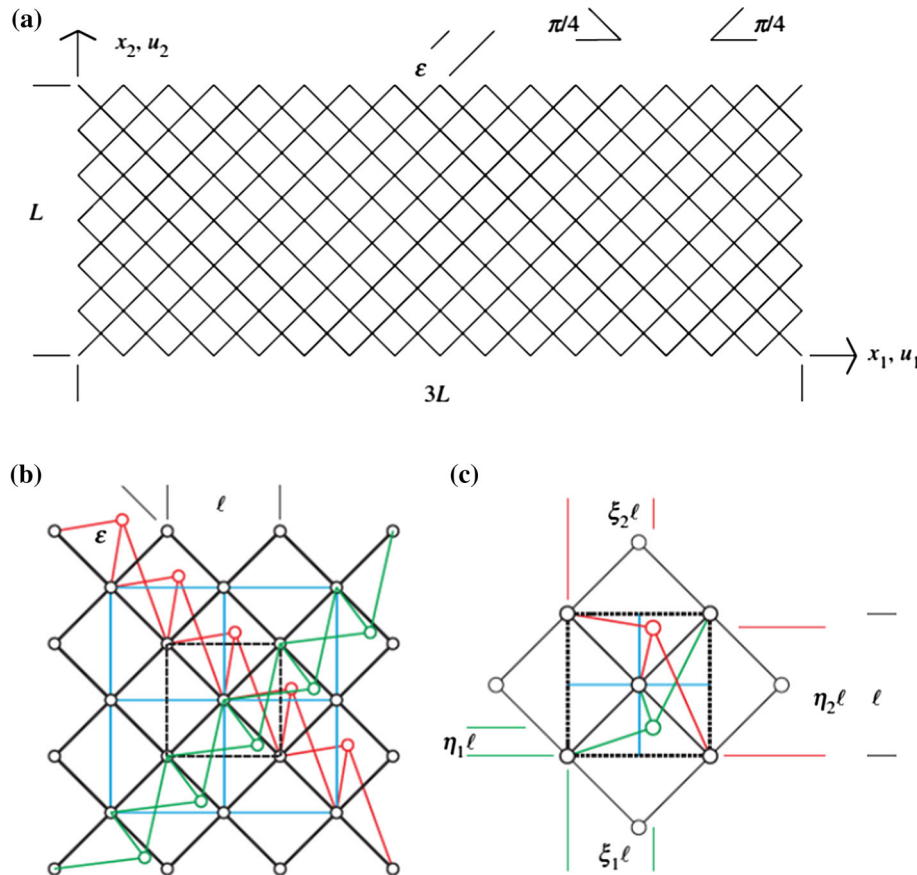 (a)
x₂, u₂
ε
π/4
π/4
L
3L
x₁, u₁
(b)
ℓ
ε
(c)
ξ₂ℓ
η₂ℓ
ℓ
η₁ℓ
ξ₁ℓ